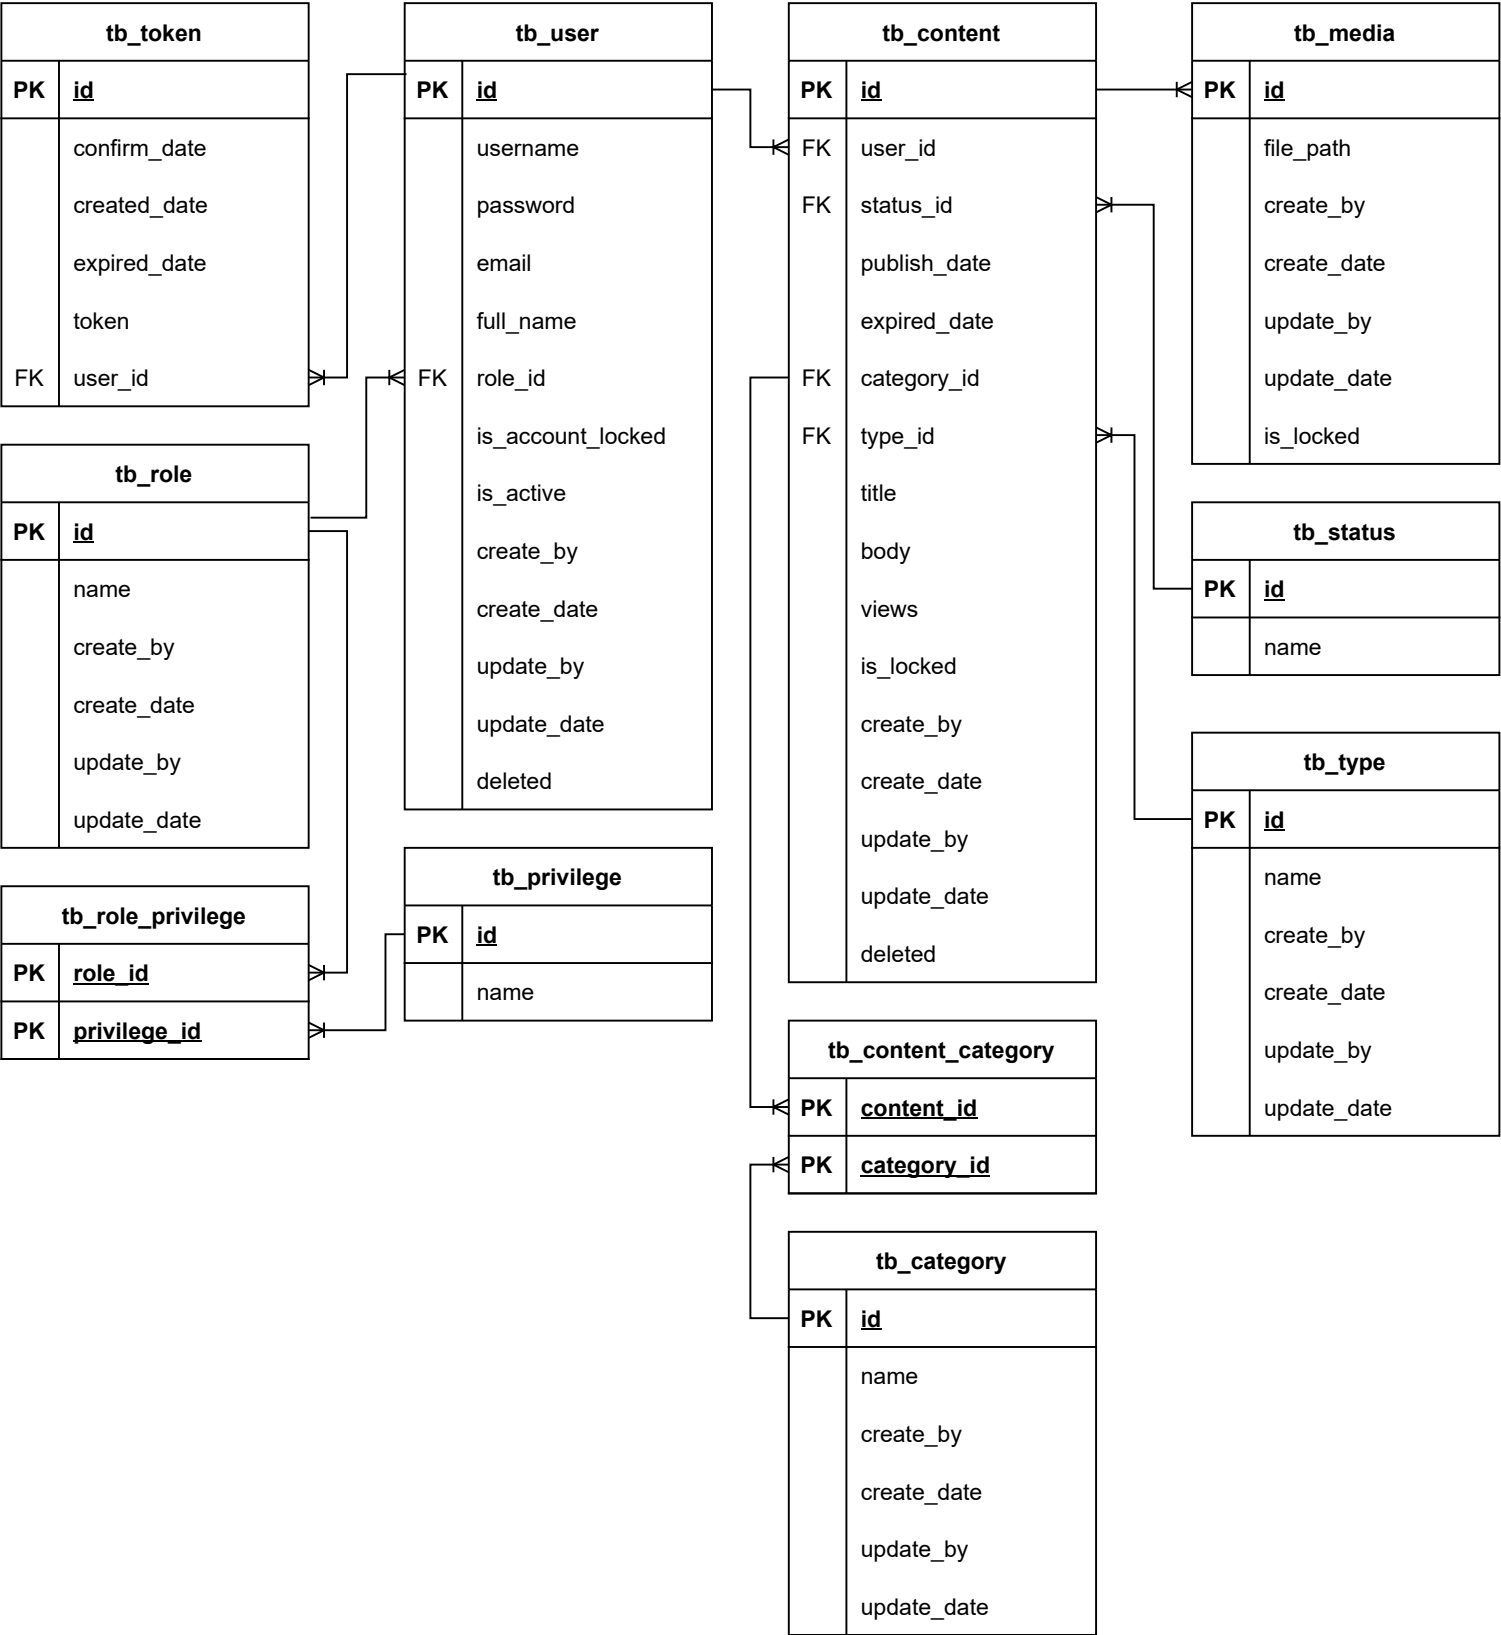 tb_token
PK id
confirm_date
created_date
expired_date
token
FK user_id
tb_role
PK id
name
create_by
create_date
update_by
update_date
tb_role_privilege
PK role_id
PK privilege_id
tb_user
PK id
username
password
email
full_name
FK role_id
is_account_locked
is_active
create_by
create_date
update_by
update_date
deleted
tb_privilege
PK id
name
tb_content
PK id
FK user_id
FK status_id
publish_date
expired_date
FK category_id
FK type_id
title
body
views
is_locked
create_by
create_date
update_by
update_date
deleted
tb_content_category
PK content_id
PK category_id
tb_category
PK id
name
create_by
create_date
update_by
update_date
tb_media
PK id
file_path
create_by
create_date
update_by
update_date
is_locked
tb_status
PK id
name
tb_type
PK id
name
create_by
create_date
update_by
update_date